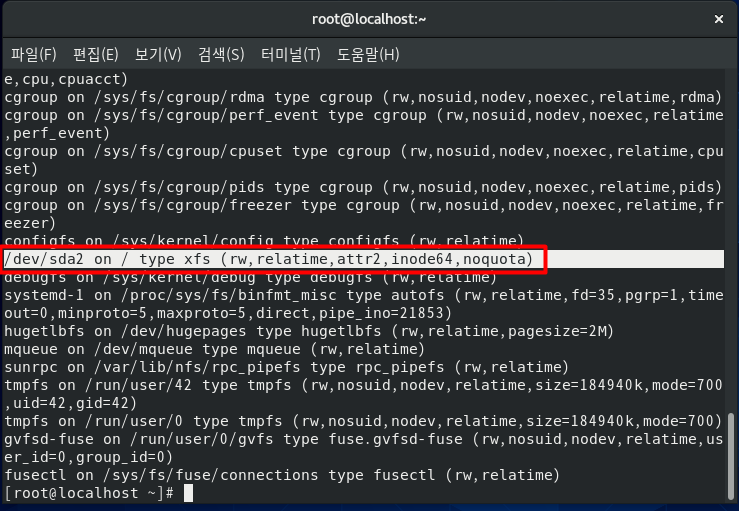 root@localhost:~
파일(F) 편집(E) 보기(V) 검색(S) 터미널(T) 도움말(H)
e,cpu,cpuacct)
cgroup on /sys/fs/cgroup/rdma type cgroup (rw,nosuid,nodev,noexec,relatime,rdma)
cgroup on /sys/fs/cgroup/perf_event type cgroup (rw,nosuid,nodev,noexec,relatime
,perf_event)
cgroup on /sys/fs/cgroup/cpuset type cgroup (rw,nosuid,nodev,noexec,relatime,cpu
set)
cgroup on /sys/fs/cgroup/pids type cgroup (rw,nosuid,nodev,noexec,relatime,pids)
cgroup on /sys/fs/cgroup/freezer type cgroup (rw,nosuid,nodev,noexec,relatime,fr
eezer)
configfs on /sys/kernel/config type configfs (rw,relatime)
/dev/sda2 on / type xfs (rw,relatime,attr2,inode64,noquota)
debugfs on /sys/kernel/debug type debugfs (rw,relatime)
systemd-1 on /proc/sys/fs/binfmt_misc type autofs (rw,relatime,fd=35,pgrp=1,time
out=0,minproto=5,maxproto=5,direct,pipe_ino=21853)
hugetlbfs on /dev/hugepages type hugetlbfs (rw,relatime,pagesize=2M)
mqueue on /dev/mqueue type mqueue (rw,relatime)
sunrpc on /var/lib/nfs/rpc_pipefs type rpc_pipefs (rw,relatime)
tmpfs on /run/user/42 type tmpfs (rw,nosuid,nodev,relatime,size=184940k,mode=700
,uid=42,gid=42)
tmpfs on /run/user/0 type tmpfs (rw,nosuid,nodev,relatime,size=184940k,mode=700)
gvfsd-fuse on /run/user/0/gvfs type fuse.gvfsd-fuse (rw,nosuid,nodev,relatime,us
er_id=0,group_id=0)
fusectl on /sys/fs/fuse/connections type fusectl (rw,relatime)
[root@localhost ~]#